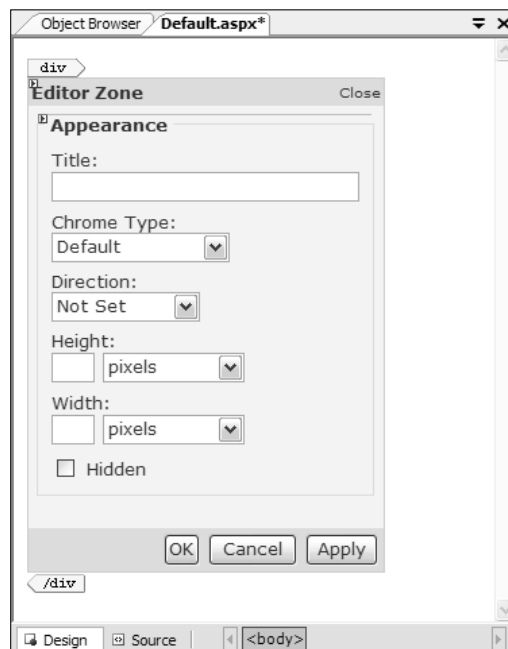 Object Browser Default.aspx*
div
Editor Zone Close
Appearance
Title:
Chrome Type:
Default
Direction:
Not Set
Height:
pixels
Width:
pixels
Hidden
OK Cancel Apply
/div
Design Source <body>